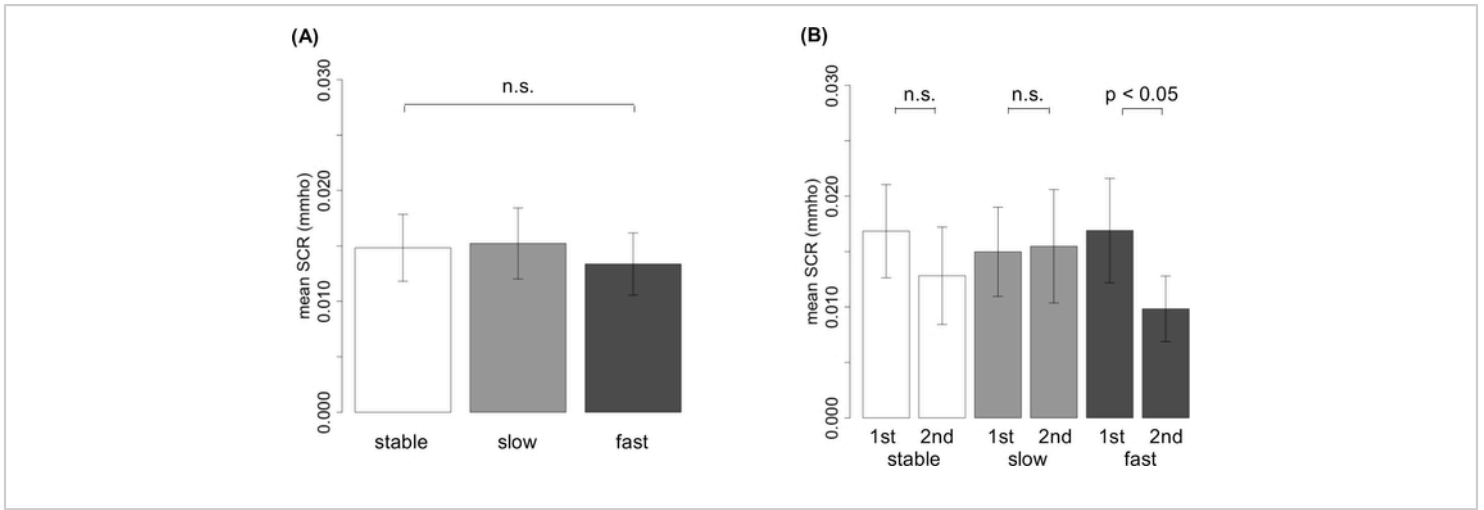 (A)
n.s.
mean SCR (mmho)
0.030
0.020
0.010
0.000
stable slow fast
(B)
n.s. n.s. p < 0.05
mean SCR (mmho)
0.030
0.020
0.010
0.000
1st 2nd 1st 2nd 1st 2nd
stable slow fast